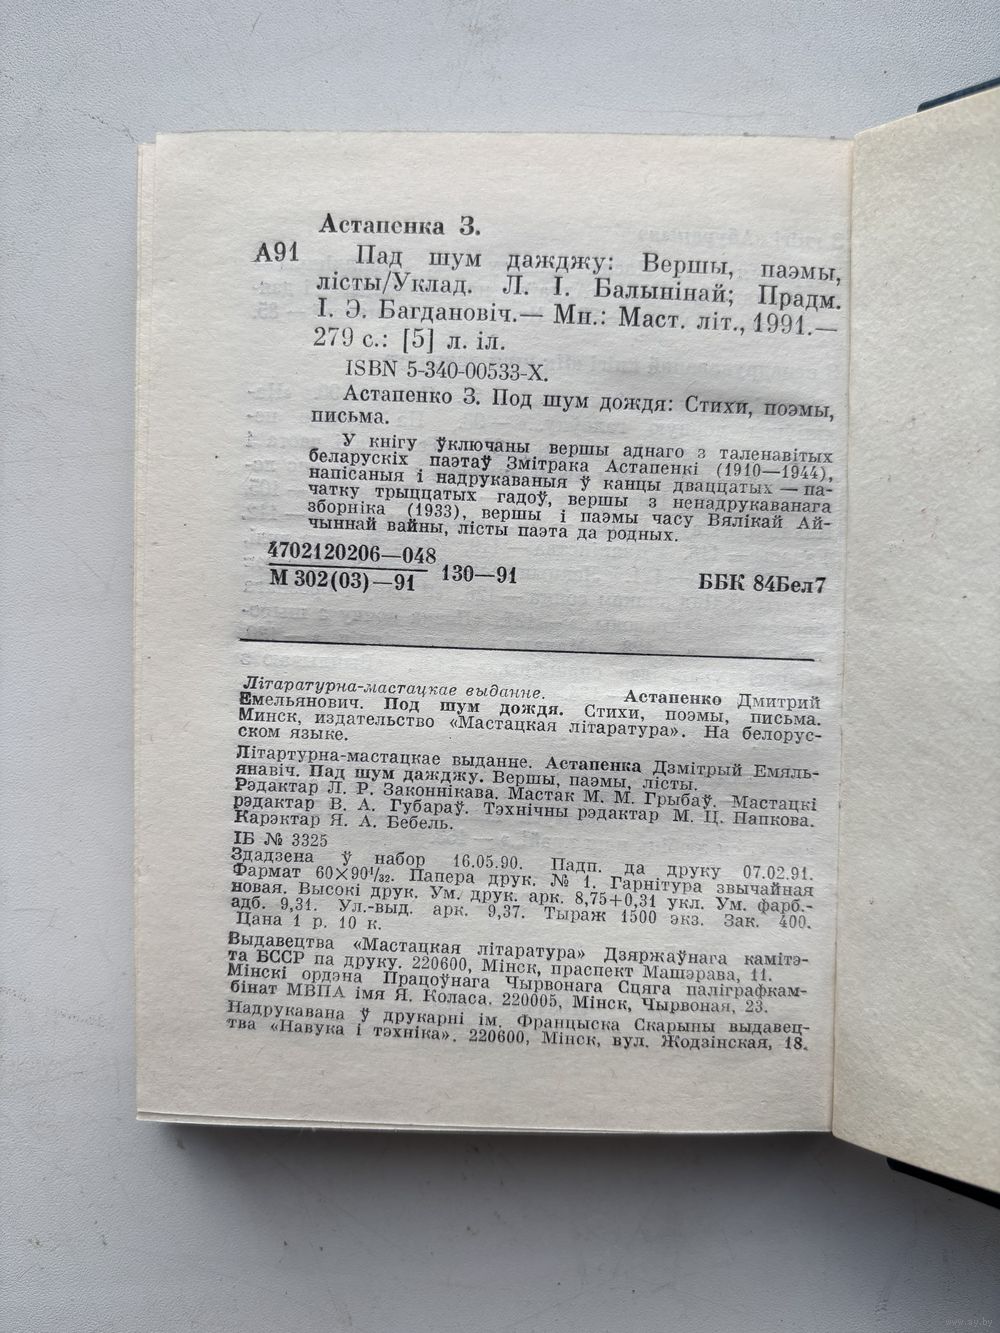 Астапенка З.
А91 Пад шум дажджу: Вершы, паэмы,
лісты/Уклад. Л. І. Балынінай; Прадм.
І. Э. Багдановіч.— Мн.: Маст. літ., 1991.—
279 с.: [5] л. іл.
ISBN 5-340-00533-X.
Астапенко З. Под шум дождя: Стихи, поэмы,
письма.
У кнігу ўключаны вершы аднаго з таленавітых
беларускіх паэтаў Змітрака Астапенкі (1910—1944),
напісаныя і надрукаваныя ў канцы дваццатых — па-
чатку трыццатых гадоў, вершы з ненадрукаванага
зборніка (1933), вершы і паэмы часу Вялікай Ай-
чыннай вайны, лісты паэта да родных.
4702120206—048
М 302(03)—91
130—91
ББК 84Бел7
Літаратурна-мастацкае выданне. Астапенко Дмитрий
Емельянович. Под шум дождя. Стихи, поэмы, письма.
Минск, издательство «Мастацкая літаратура». На белорус-
ском языке.
Літартурна-мастацкае выданне. Астапенка Дзмітрый Емяль-
янавіч. Пад шум дажджу. Вершы, паэмы, лісты.
Рэдактар Л. Р. Законнікава. Мастак М. М. Грыбаў. Мастацкі
рэдактар В. А. Губараў. Тэхнічны рэдактар М. Ц. Папкова.
Карэктар Я. А. Бебель.
ІБ № 3325
Здадзена ў набор 16.05.90. Падп. да друку 07.02.91.
Фармат 60×90¹/₃₂. Папера друк. № 1. Гарнітура звычайная
новая. Высокі друк. Ум. друк. арк. 8,75+0,31 укл. Ум. фарб.-
адб. 9,31. Ул.-выд. арк. 9,37. Тыраж 1500 экз. Зак. 400.
Цана 1 р. 10 к.
Выдавецтва «Мастацкая літаратура» Дзяржаўнага камітэ-
та БССР па друку. 220600, Мінск, праспект Машэрава, 11.
Мінскі ордэна Працоўнага Чырвонага Сцяга паліграфкам-
бінат МВПА імя Я. Коласа. 220005, Мінск, Чырвоная, 23.
Надрукавана ў друкарні ім. Францыска Скарыны выдавец-
тва «Навука і тэхніка». 220600, Мінск, вул. Жодзінская, 18.
www.ay.by